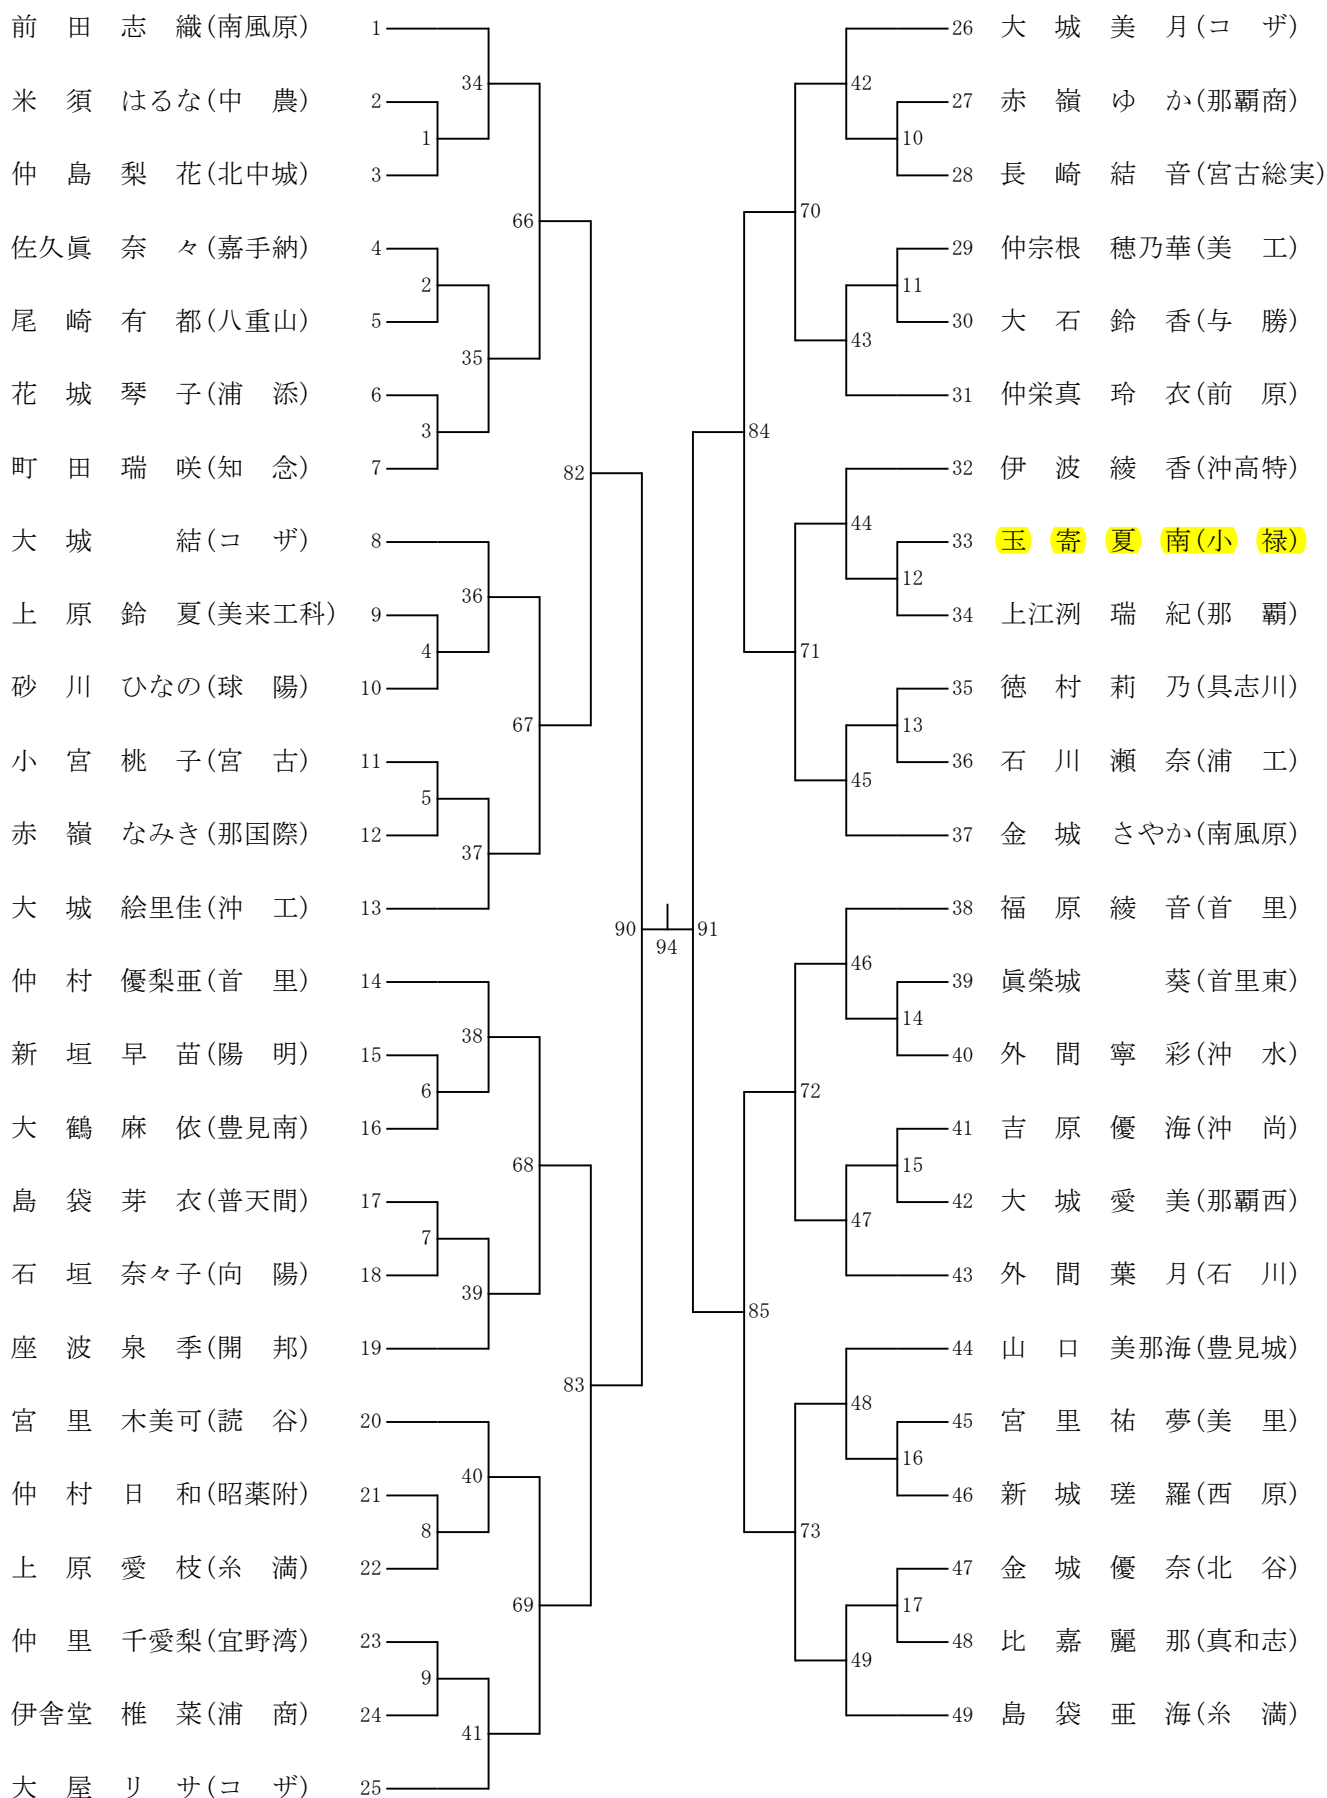 前　田　志　織(南風原)　1
34
米　須　はるな(中　農)　2
1
仲　島　梨　花(北中城)　3
66
佐久眞　奈　々(嘉手納)　4
2
尾　崎　有　都(八重山)　5
35
花　城　琴　子(浦　添)　6
3
町　田　瑞　咲(知　念)　7
82
大　城　　　結(コ　ザ)　8
36
上　原　鈴　夏(美来工科)　9
4
砂　川　ひなの(球　陽)　10
67
小　宮　桃　子(宮　古)　11
5
赤　嶺　なみき(那国際)　12
37
大　城　絵里佳(沖　工)　13
90
94
91
仲　村　優梨亜(首　里)　14
38
新　垣　早　苗(陽　明)　15
6
大　鶴　麻　依(豊見南)　16
68
島　袋　芽　衣(普天間)　17
7
石　垣　奈々子(向　陽)　18
39
座　波　泉　季(開　邦)　19
83
宮　里　木美可(読　谷)　20
40
仲　村　日　和(昭薬附)　21
8
上　原　愛　枝(糸　満)　22
69
仲　里　千愛梨(宜野湾)　23
9
伊舎堂　椎　菜(浦　商)　24
41
大　屋　リ　サ(コ　ザ)　25
26　大　城　美　月(コ　ザ)
42
27　赤　嶺　ゆ　か(那覇商)
10
28　長　崎　結　音(宮古総実)
70
29　仲宗根　穂乃華(美　工)
11
30　大　石　鈴　香(与　勝)
43
31　仲栄真　玲　衣(前　原)
84
32　伊　波　綾　香(沖高特)
44
33　玉　寄　夏　南(小　禄)
12
34　上江洌　瑞　紀(那　覇)
71
35　徳　村　莉　乃(具志川)
13
36　石　川　瀬　奈(浦　工)
45
37　金　城　さやか(南風原)
38　福　原　綾　音(首　里)
46
39　眞榮城　　　葵(首里東)
14
40　外　間　寧　彩(沖　水)
72
41　吉　原　優　海(沖　尚)
15
42　大　城　愛　美(那覇西)
47
43　外　間　葉　月(石　川)
85
44　山　口　美那海(豊見城)
48
45　宮　里　祐　夢(美　里)
16
46　新　城　瑳　羅(西　原)
73
47　金　城　優　奈(北　谷)
17
48　比　嘉　麗　那(真和志)
49
49　島　袋　亜　海(糸　満)